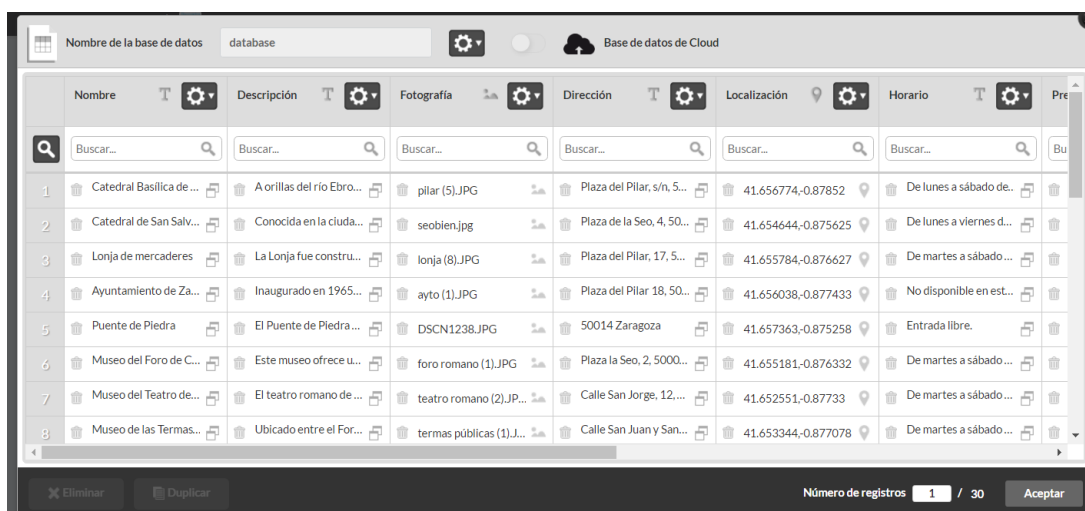 Nombre de la base de datos database Base de datos de Cloud
Nombre Descripción Fotografía Dirección Localización Horario Pre
Buscar... Buscar... Buscar... Buscar... Buscar... Buscar... Bu
1 Catedral Basílica de ... A orillas del río Ebro... pilar (5).JPG Plaza del Pilar, s/n, 5... 41.656774,-0.87852 De lunes a sábado de..
2 Catedral de San Salv... Conocida en la ciuda... seobien.jpg Plaza de la Seo, 4, 50... 41.654644,-0.875625 De lunes a viernes d...
3 Lonja de mercaderes La Lonja fue constru... lonja (8).JPG Plaza del Pilar, 17, 5... 41.655784,-0.876627 De martes a sábado ...
4 Ayuntamiento de Za... Inaugurado en 1965... ayto (1).JPG Plaza del Pilar 18, 50... 41.656038,-0.877433 No disponible en est...
5 Puente de Piedra El Puente de Piedra ... DSCN1238.JPG 50014 Zaragoza 41.657363,-0.875258 Entrada libre.
6 Museo del Foro de C... Este museo ofrece u... foro romano (1).JPG Plaza la Seo, 2, 5000... 41.655181,-0.876332 De martes a sábado ...
7 Museo del Teatro de... El teatro romano de ... teatro romano (2).JP... Calle San Jorge, 12, ... 41.652551,-0.87733 De martes a sábado ...
8 Museo de las Termas... Ubicado entre el For... termas públicas (1).J... Calle San Juan y San... 41.653344,-0.877078 De martes a sábado ...
Eliminar Duplicar Número de registros 1 / 30 Aceptar